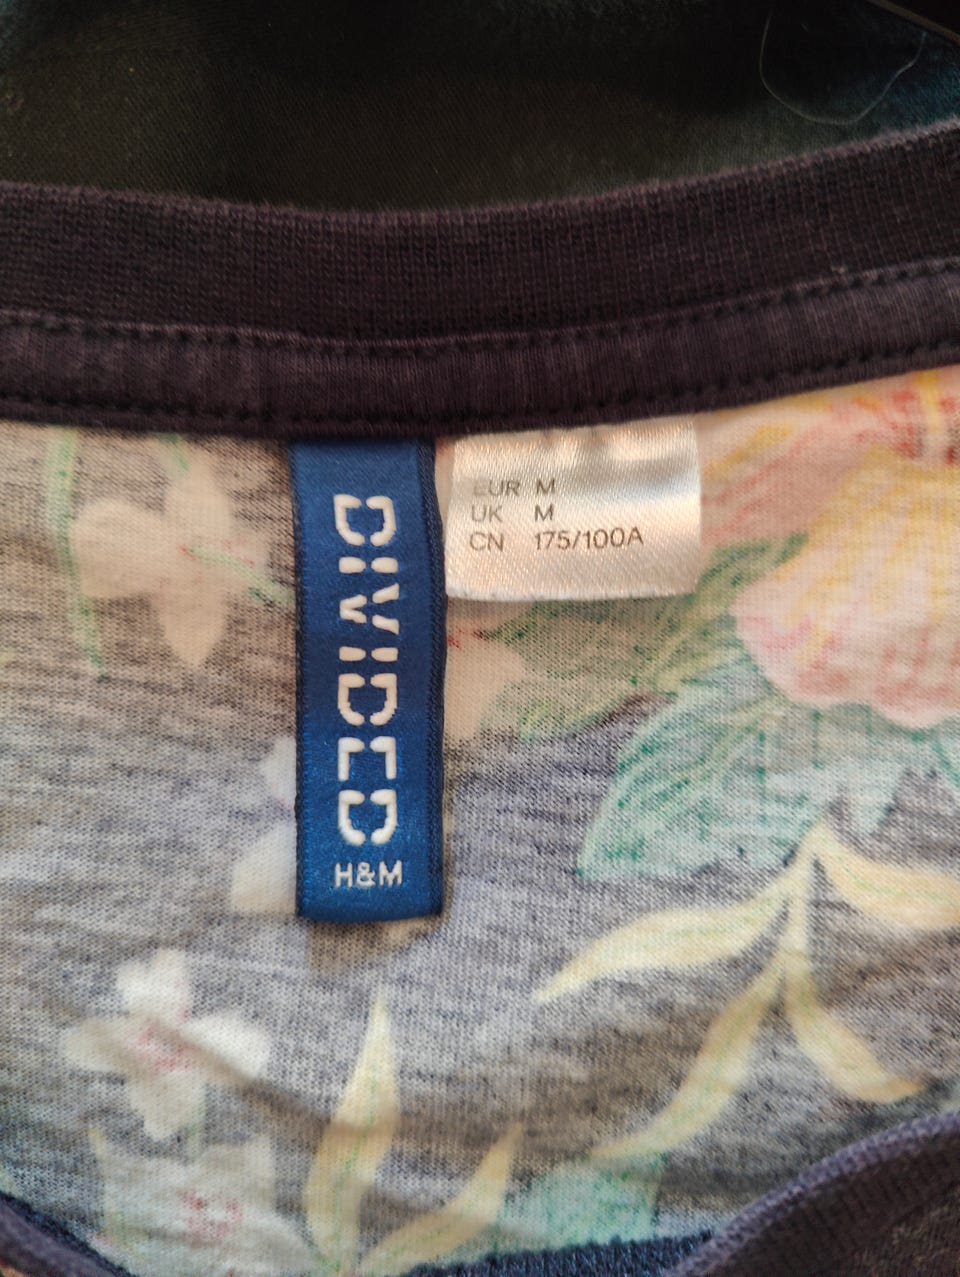 DIVIDED
H&M
EUR M
UK M
CN 175/100A